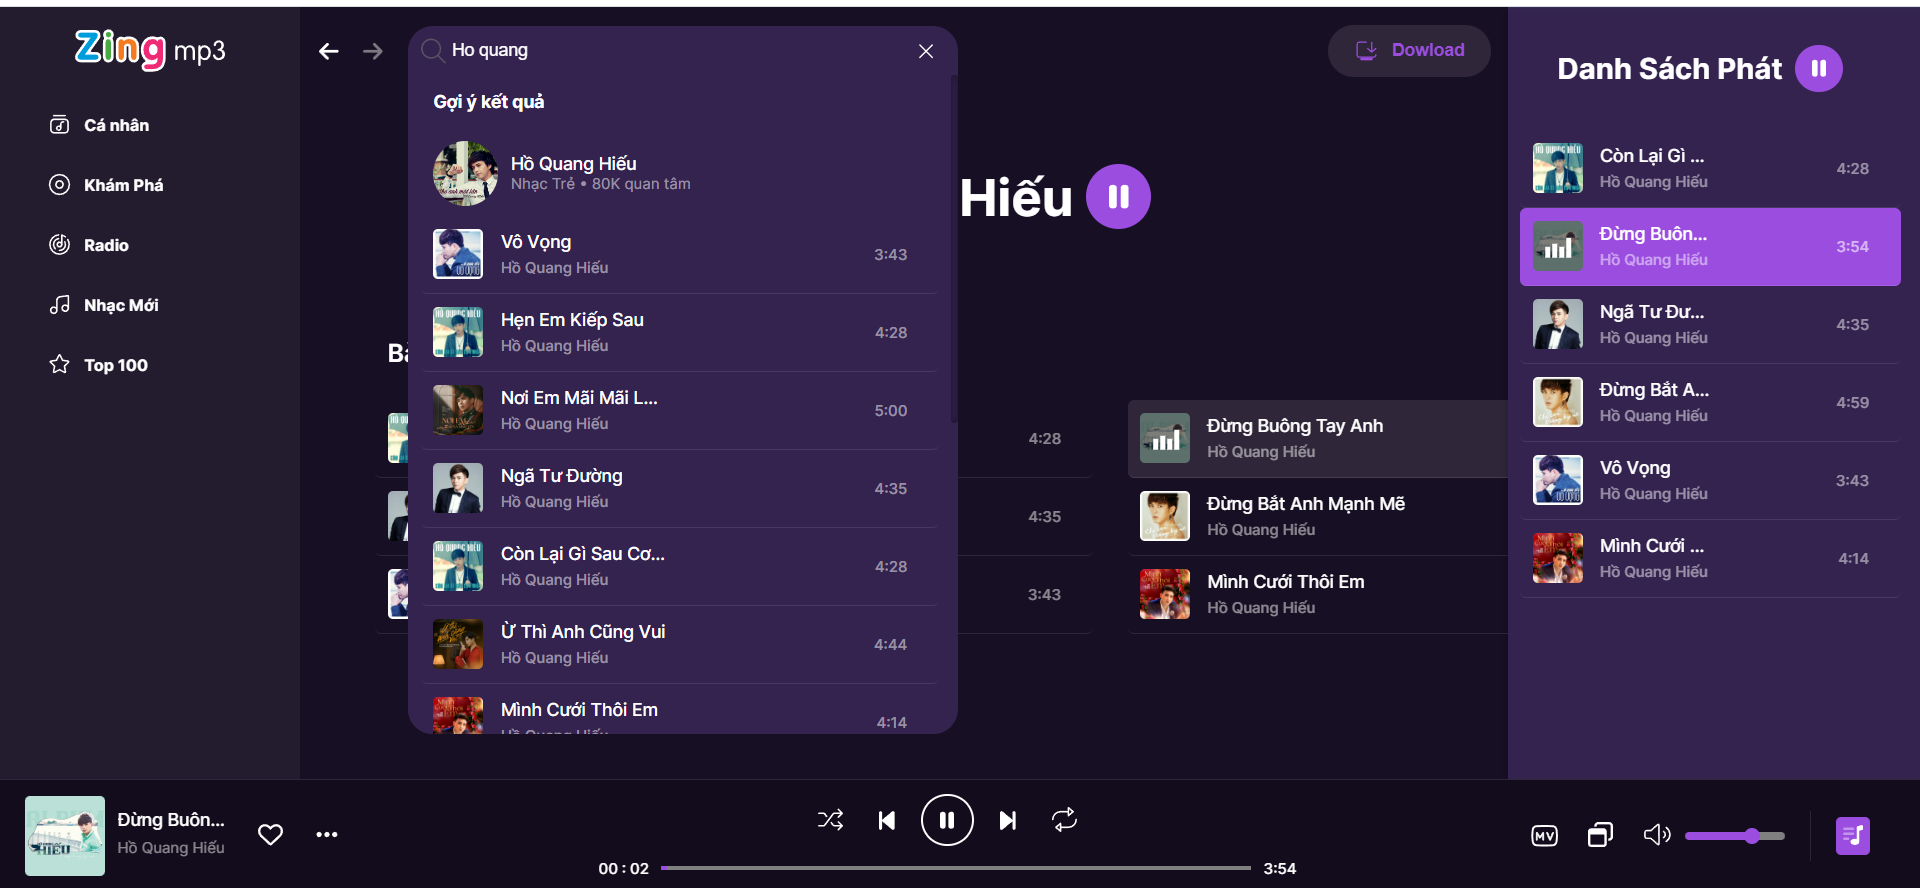 Zing mp3
Cá nhân
Khám Phá
Radio
Nhạc Mới
Top 100
Ho quang
Gợi ý kết quả
Hồ Quang Hiếu
Nhạc Trẻ • 80K quan tâm
Vô Vọng
Hồ Quang Hiếu
3:43
Hẹn Em Kiếp Sau
Hồ Quang Hiếu
4:28
Nơi Em Mãi Mãi L...
Hồ Quang Hiếu
5:00
Ngã Tư Đường
Hồ Quang Hiếu
4:35
Còn Lại Gì Sau Cơ...
Hồ Quang Hiếu
4:28
Ừ Thì Anh Cũng Vui
Hồ Quang Hiếu
4:44
Mình Cưới Thôi Em
Hồ Quang Hiếu
4:14
Dowload
Hiếu
4:28
4:35
3:43
Đừng Buông Tay Anh
Hồ Quang Hiếu
Đừng Bắt Anh Mạnh Mẽ
Hồ Quang Hiếu
Mình Cưới Thôi Em
Hồ Quang Hiếu
Danh Sách Phát
Còn Lại Gì ...
Hồ Quang Hiếu
4:28
Đừng Buôn...
Hồ Quang Hiếu
3:54
Ngã Tư Đư...
Hồ Quang Hiếu
4:35
Đừng Bắt A...
Hồ Quang Hiếu
4:59
Vô Vọng
Hồ Quang Hiếu
3:43
Mình Cưới ...
Hồ Quang Hiếu
4:14
HIẾU
Đừng Buôn...
Hồ Quang Hiếu
00 : 02
3:54
MV